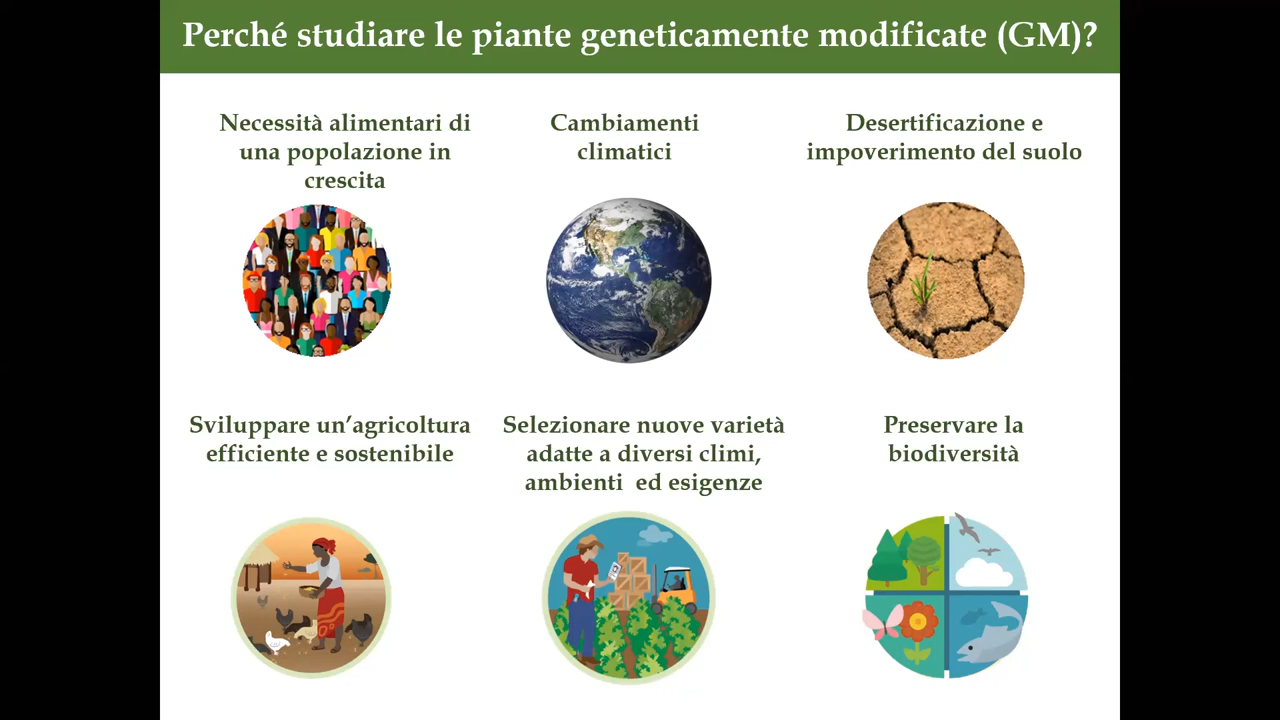 Perché studiare le piante geneticamente modificate (GM)?
Necessità alimentari di
una popolazione in
crescita
Cambiamenti
climatici
Desertificazione e
impoverimento del suolo
Sviluppare un’agricoltura
efficiente e sostenibile
Selezionare nuove varietà
adatte a diversi climi,
ambienti  ed esigenze
Preservare la
biodiversità